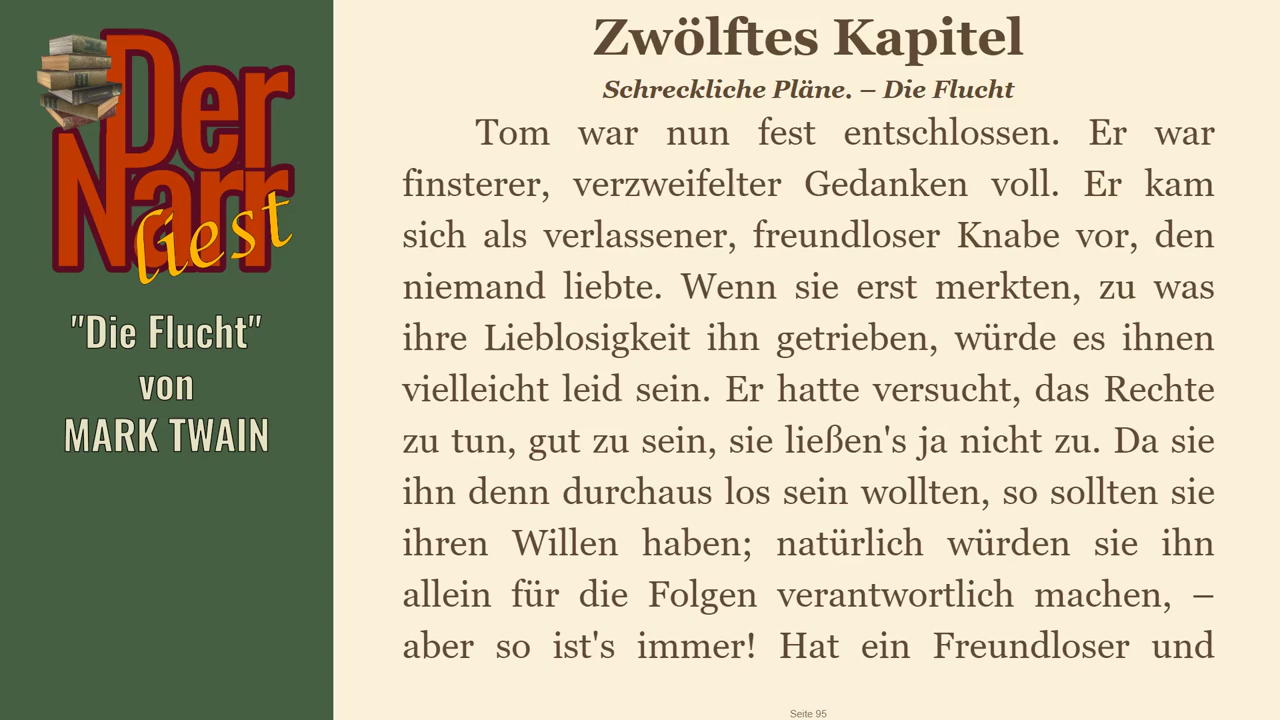 Der
Narr
liest
"Die Flucht"
von
MARK TWAIN
Zwölftes Kapitel
Schreckliche Pläne. – Die Flucht
Tom war nun fest entschlossen. Er war
finsterer, verzweifelter Gedanken voll. Er kam
sich als verlassener, freundloser Knabe vor, den
niemand liebte. Wenn sie erst merkten, zu was
ihre Lieblosigkeit ihn getrieben, würde es ihnen
vielleicht leid sein. Er hatte versucht, das Rechte
zu tun, gut zu sein, sie ließen's ja nicht zu. Da sie
ihn denn durchaus los sein wollten, so sollten sie
ihren Willen haben; natürlich würden sie ihn
allein für die Folgen verantwortlich machen, –
aber so ist's immer! Hat ein Freundloser und
Seite 95